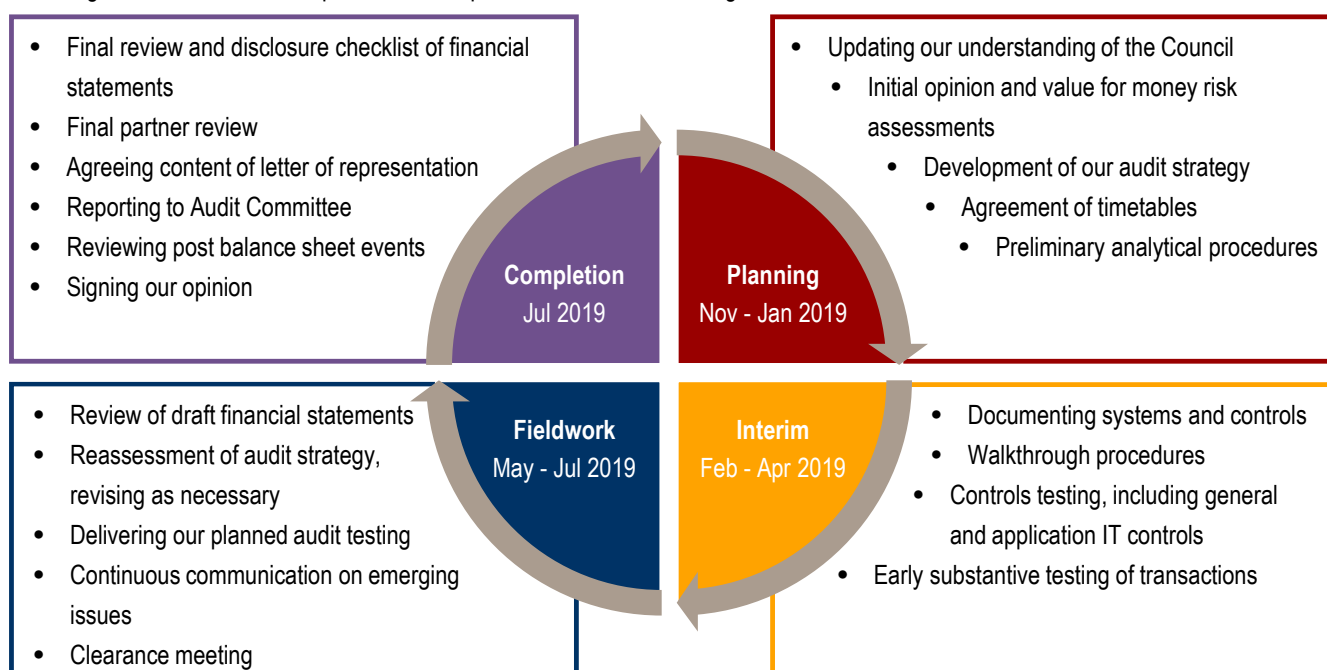 • Final review and disclosure checklist of financial
statements
• Final partner review
• Agreeing content of letter of representation
• Reporting to Audit Committee
• Reviewing post balance sheet events
• Signing our opinion
Completion
Jul 2019
• Updating our understanding of the Council
• Initial opinion and value for money risk
assessments
• Development of our audit strategy
• Agreement of timetables
• Preliminary analytical procedures
Planning
Nov - Jan 2019
• Review of draft financial statements
• Reassessment of audit strategy,
revising as necessary
• Delivering our planned audit testing
• Continuous communication on emerging
issues
• Clearance meeting
Fieldwork
May - Jul 2019
Interim
Feb - Apr 2019
• Documenting systems and controls
• Walkthrough procedures
• Controls testing, including general
and application IT controls
• Early substantive testing of transactions